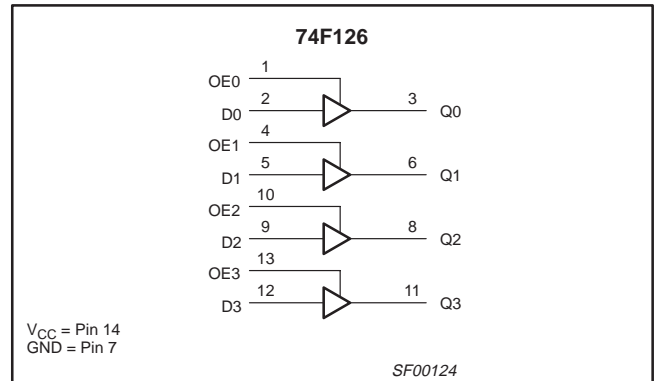 74F126
1
OE0
2
D0
3
Q0
4
OE1
5
D1
6
Q1
10
OE2
9
D2
8
Q2
13
OE3
12
D3
11
Q3
VCC = Pin 14
GND = Pin 7
SF00124